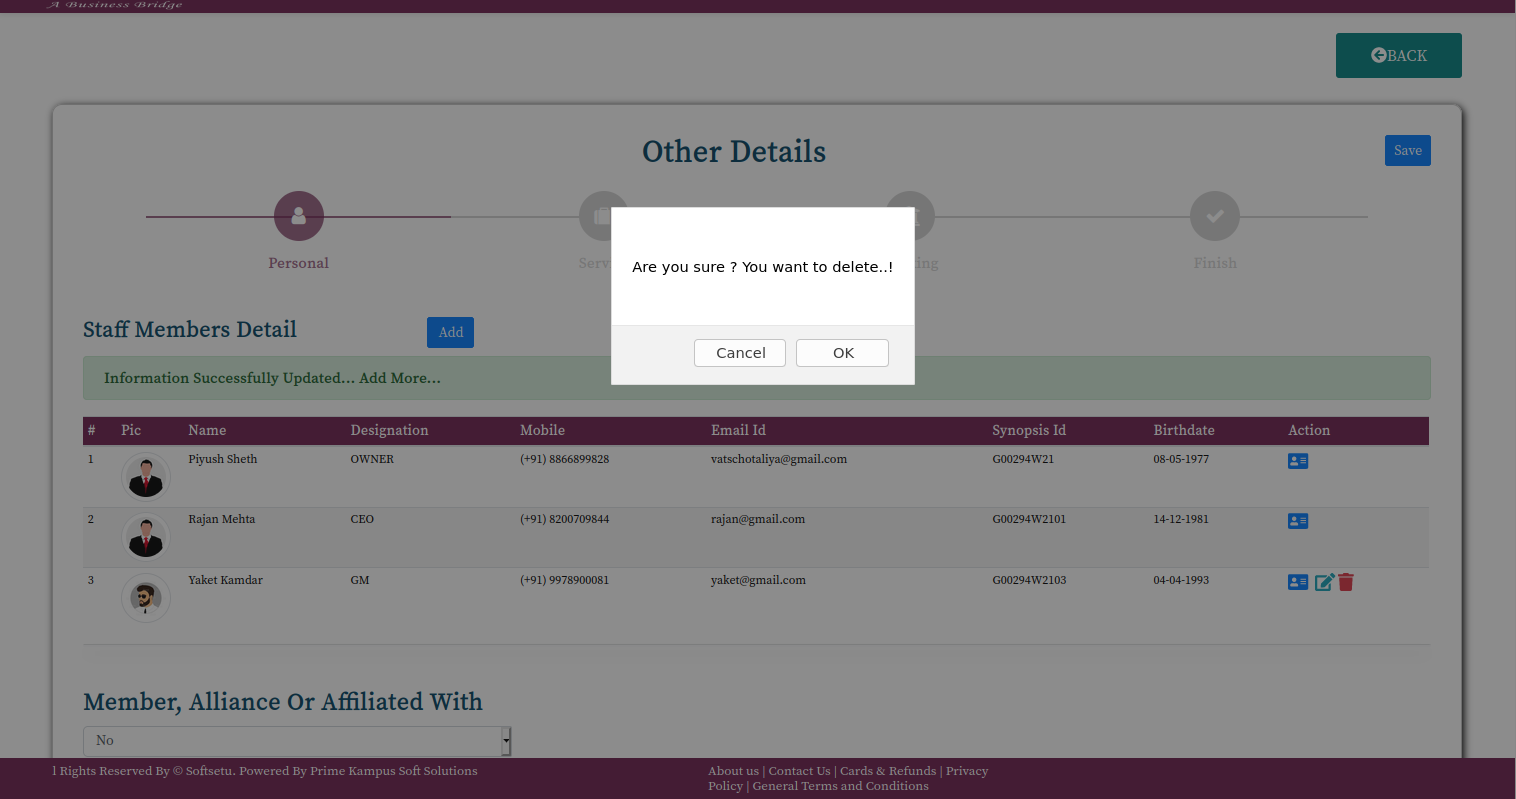 A Business Bridge
BACK
Other Details
Save
Personal
Serv
ing
Finish
Are you sure ? You want to delete..!
Cancel
OK
Staff Members Detail
Add
Information Successfully Updated... Add More...
# Pic Name Designation Mobile Email Id Synopsis Id Birthdate Action
1 Piyush Sheth OWNER (+91) 8866899828 vatschotaliya@gmail.com G00294W21 08-05-1977
2 Rajan Mehta CEO (+91) 8200709844 rajan@gmail.com G00294W2101 14-12-1981
3 Yaket Kamdar GM (+91) 9978900081 yaket@gmail.com G00294W2103 04-04-1993
Member, Alliance Or Affiliated With
No
l Rights Reserved By © Softsetu. Powered By Prime Kampus Soft Solutions
About us | Contact Us | Cards & Refunds | Privacy
Policy | General Terms and Conditions